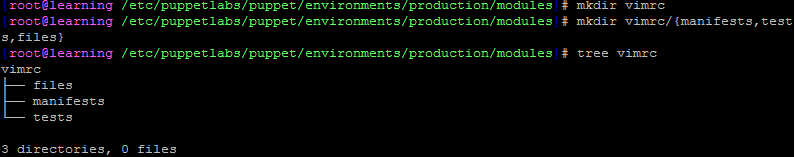 [root@learning /etc/puppetlabs/puppet/environments/production/modules]# mkdir vimrc
[root@learning /etc/puppetlabs/puppet/environments/production/modules]# mkdir vimrc/{manifests,test
s,files}
[root@learning /etc/puppetlabs/puppet/environments/production/modules]# tree vimrc
vimrc
├── files
├── manifests
└── tests
3 directories, 0 files